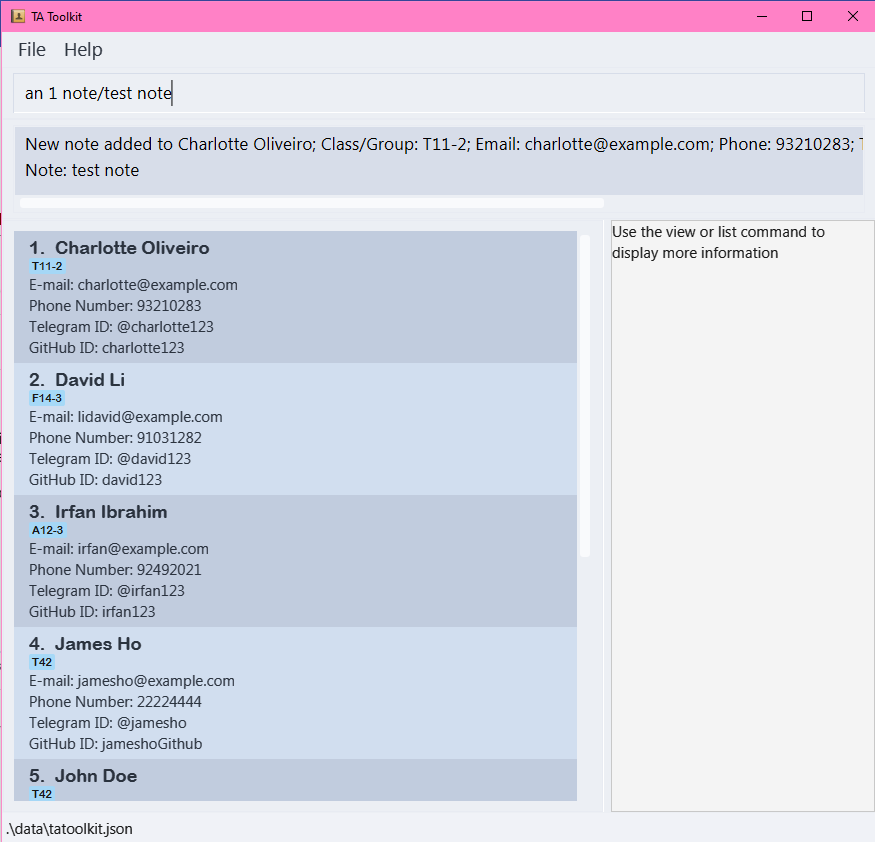 TA Toolkit
File Help
an 1 note/test note
New note added to Charlotte Oliveiro; Class/Group: T11-2; Email: charlotte@example.com; Phone: 93210283;
Note: test note
1. Charlotte Oliveiro
T11-2
E-mail: charlotte@example.com
Phone Number: 93210283
Telegram ID: @charlotte123
GitHub ID: charlotte123
2. David Li
F14-3
E-mail: lidavid@example.com
Phone Number: 91031282
Telegram ID: @david123
GitHub ID: david123
3. Irfan Ibrahim
A12-3
E-mail: irfan@example.com
Phone Number: 92492021
Telegram ID: @irfan123
GitHub ID: irfan123
4. James Ho
T42
E-mail: jamesho@example.com
Phone Number: 22224444
Telegram ID: @jamesho
GitHub ID: jameshoGithub
5. John Doe
T42
Use the view or list command to
display more information
.\data\tatoolkit.json